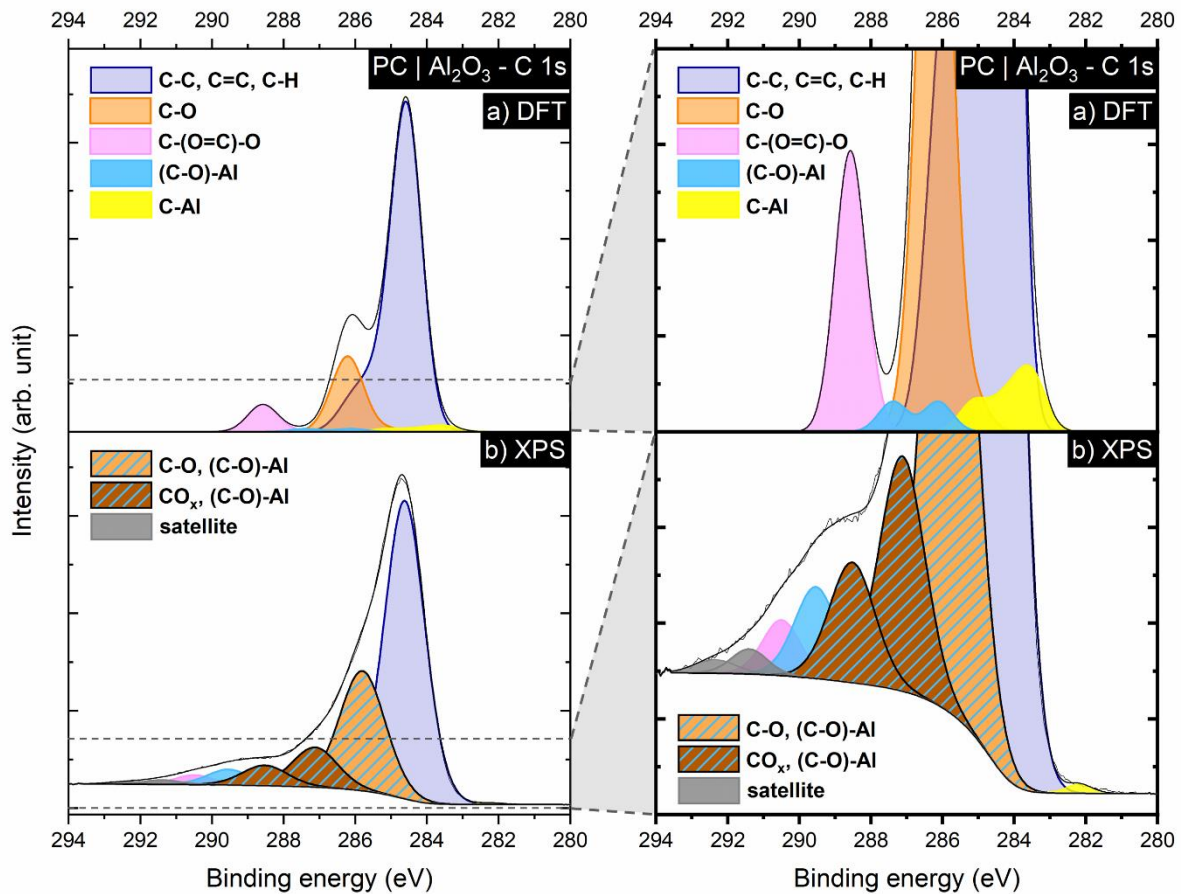 294 292 290 288 286 284 282 280
294 292 290 288 286 284 282 280
PC | Al₂O₃ - C 1s
a) DFT
C-C, C=C, C-H
C-O
C-(O=C)-O
(C-O)-Al
C-Al
PC | Al₂O₃ - C 1s
a) DFT
C-C, C=C, C-H
C-O
C-(O=C)-O
(C-O)-Al
C-Al
Intensity (arb. unit)
b) XPS
C-O, (C-O)-Al
COₓ, (C-O)-Al
satellite
b) XPS
C-O, (C-O)-Al
COₓ, (C-O)-Al
satellite
294 292 290 288 286 284 282 280
Binding energy (eV)
294 292 290 288 286 284 282 280
Binding energy (eV)